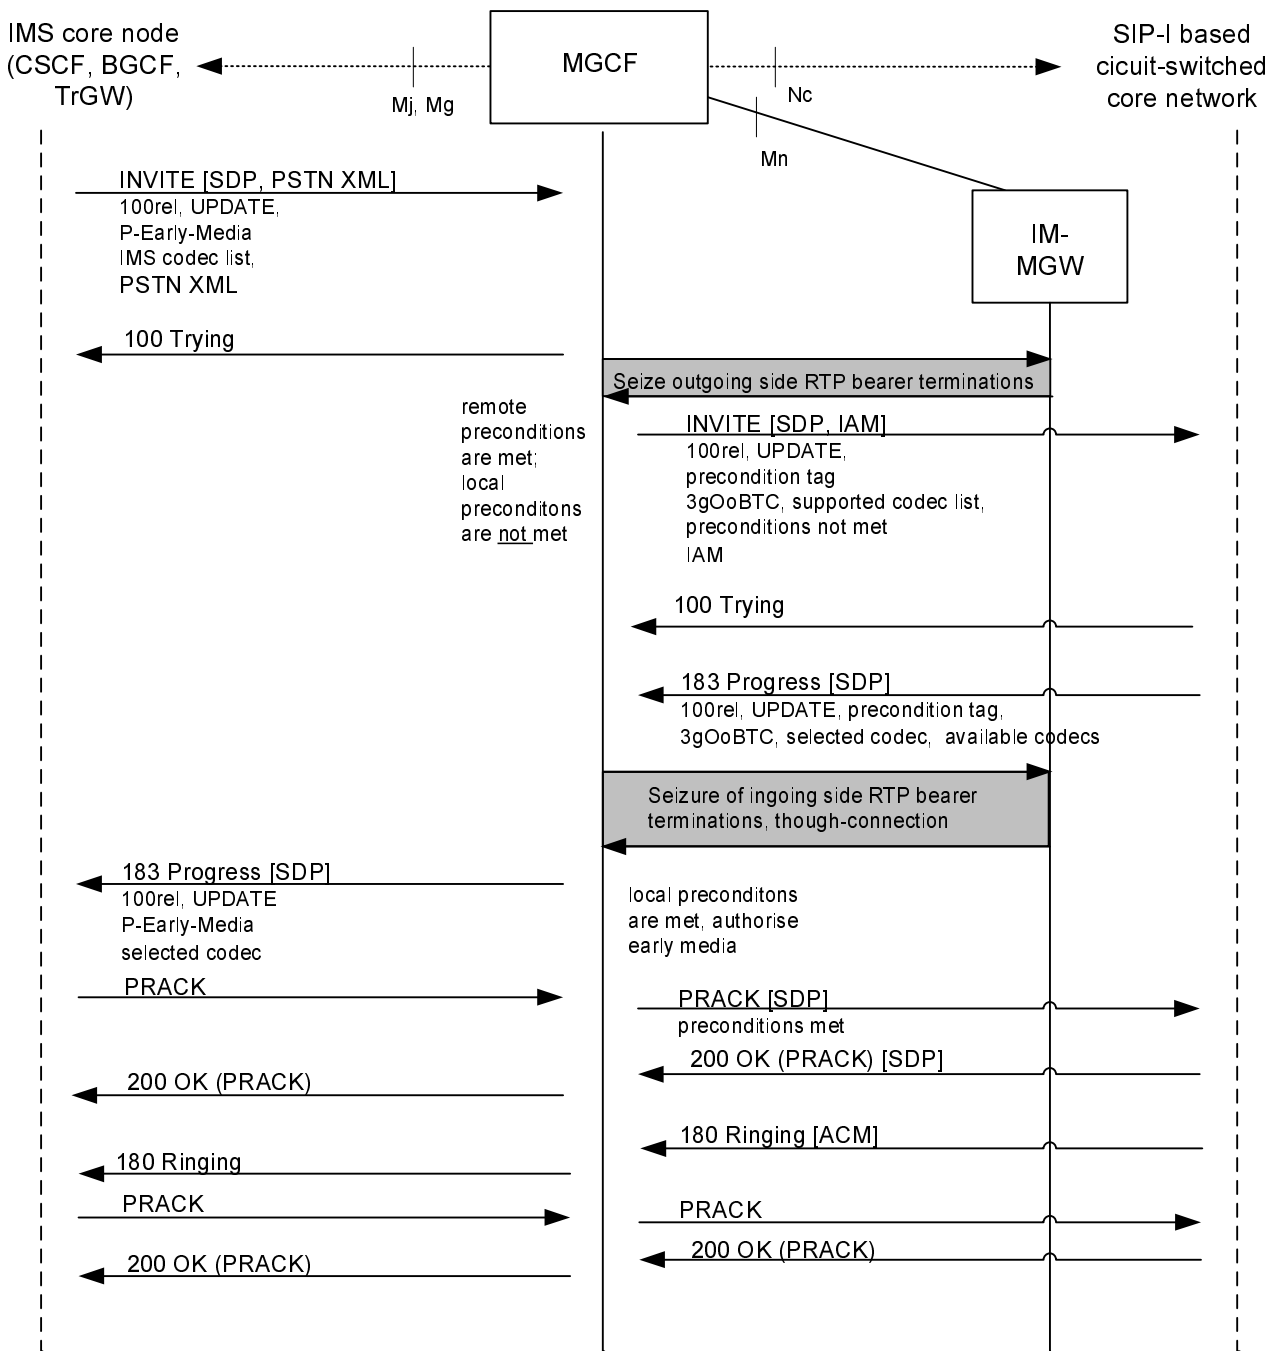 IMS core node
(CSCF, BGCF,
TrGW)
Mj, Mg
MGCF
Nc
Mn
SIP-I based
cicuit-switched
core network
IM-
MGW
INVITE [SDP, PSTN XML]
100rel, UPDATE,
P-Early-Media
IMS codec list,
PSTN XML
100 Trying
Seize outgoing side RTP bearer terminations
remote
preconditions
are met;
local
preconditons
are not met
INVITE [SDP, IAM]
100rel, UPDATE,
precondition tag
3gOoBTC, supported codec list,
preconditions not met
IAM
100 Trying
183 Progress [SDP]
100rel, UPDATE, precondition tag,
3gOoBTC, selected codec, available codecs
Seizure of ingoing side RTP bearer
terminations, though-connection
183 Progress [SDP]
100rel, UPDATE
P-Early-Media
selected codec
local preconditons
are met, authorise
early media
PRACK
PRACK [SDP]
preconditions met
200 OK (PRACK) [SDP]
200 OK (PRACK)
180 Ringing [ACM]
180 Ringing
PRACK
PRACK
200 OK (PRACK)
200 OK (PRACK)